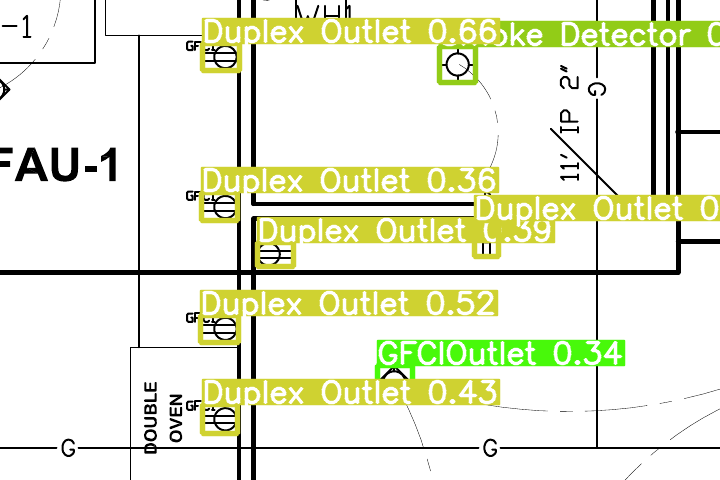 -1
WH1
Duplex Outlet 0.66
oke Detector 0
GF
11' IP 2"
G
FAU-1
Duplex Outlet 0.36
GF
Duplex Outlet 0
Duplex Outlet 0.39
Duplex Outlet 0.52
GFCI
GFCIOutlet 0.34
Duplex Outlet 0.43
GF
DOUBLE
OVEN
G
G